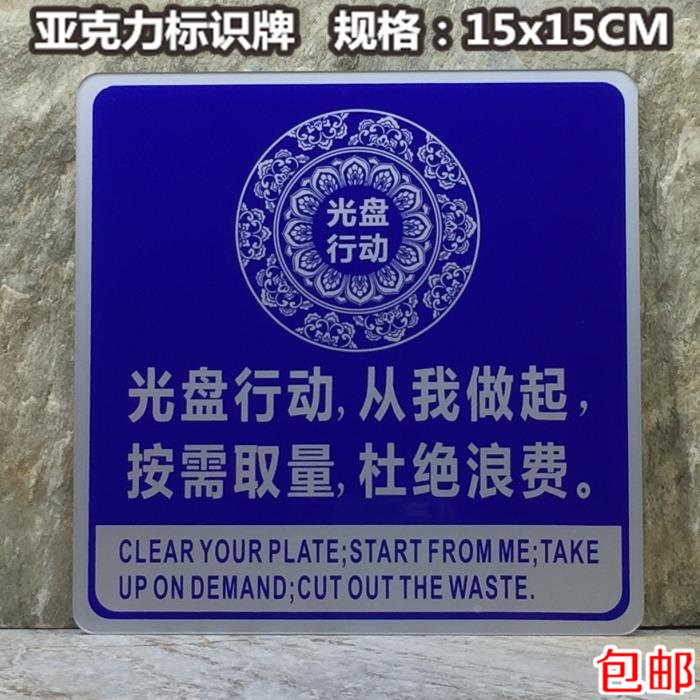 亚克力标识牌 规格：15x15CM
光盘
行动
光盘行动，从我做起，
按需取量，杜绝浪费。
CLEAR YOUR PLATE;START FROM ME;TAKE
UP ON DEMAND;CUT OUT THE WASTE.
包邮